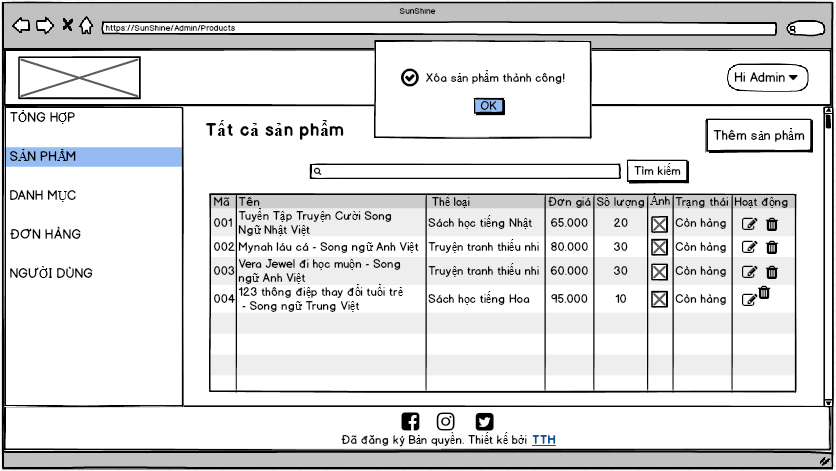 SunShine
https://SunShine/Admin/Products
Xóa sản phẩm thành công!
OK
Hi Admin
TỔNG HỢP
SẢN PHẨM
DANH MỤC
ĐƠN HÀNG
NGƯỜI DÙNG
Tất cả sản phẩm
Thêm sản phẩm
Tìm kiếm
Mã Tên Thể loại Đơn giá Số lượng Ảnh Trạng thái Hoạt động
001 Tuyển Tập Truyện Cười Song
Ngữ Nhật Việt Sách học tiếng Nhật 65.000 20 Còn hàng
002 Mynah láu cá - Song ngữ Anh Việt Truyện tranh thiếu nhi 80.000 30 Còn hàng
003 Vera Jewel đi học muộn - Song
ngữ Anh Việt Truyện tranh thiếu nhi 60.000 30 Còn hàng
004 123 thông điệp thay đổi tuổi trẻ
- Song ngữ Trung Việt Sách học tiếng Hoa 95.000 10 Còn hàng
Đã đăng ký Bản quyền. Thiết kế bởi TTH